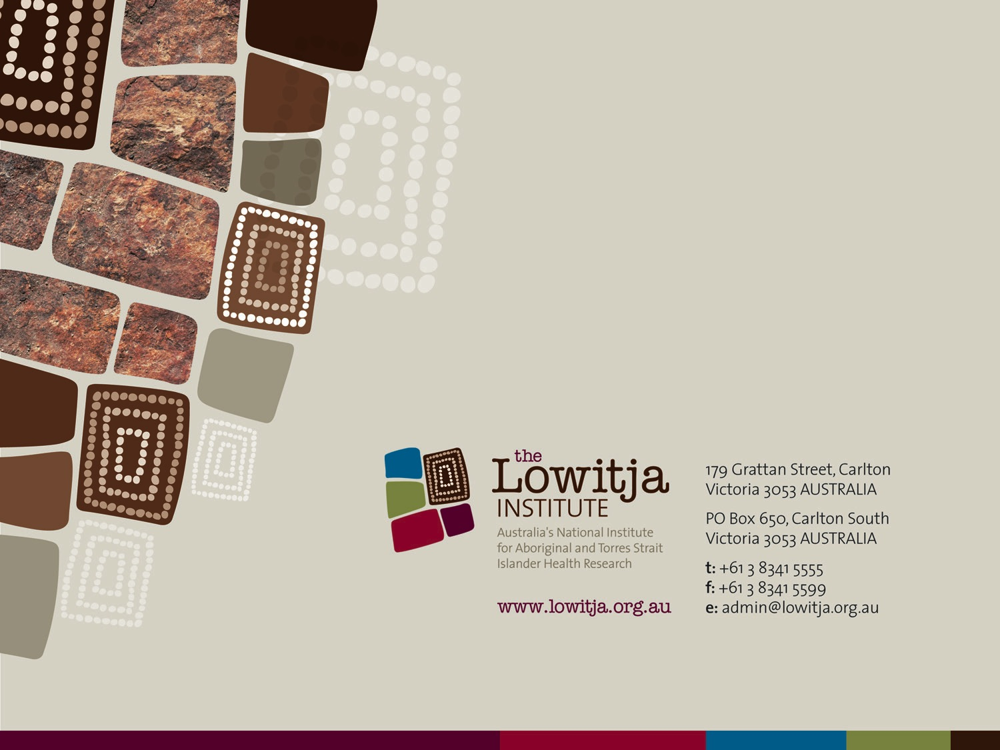 the
Lowitja
INSTITUTE
Australia's National Institute
for Aboriginal and Torres Strait
Islander Health Research
www.lowitja.org.au
179 Grattan Street, Carlton
Victoria 3053 AUSTRALIA
PO Box 650, Carlton South
Victoria 3053 AUSTRALIA
t: +61 3 8341 5555
f: +61 3 8341 5599
e: admin@lowitja.org.au